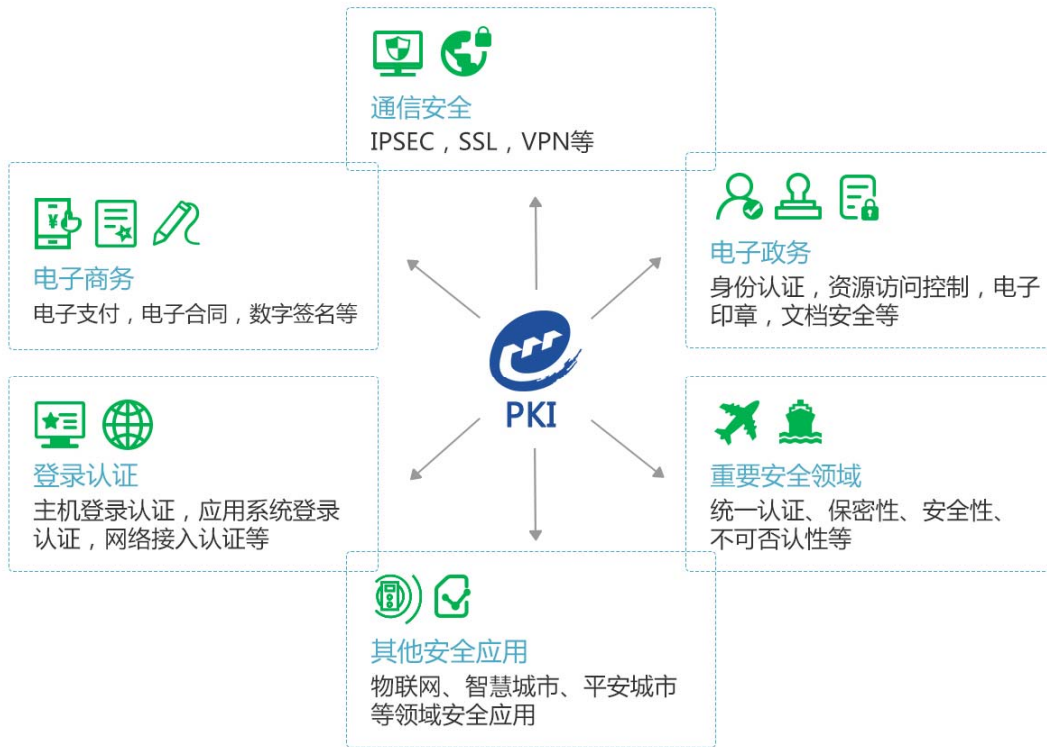 通信安全
IPSEC，SSL，VPN等
电子商务
电子支付，电子合同，数字签名等
电子政务
身份认证，资源访问控制，电子
印章，文档安全等
PKI
登录认证
主机登录认证，应用系统登录
认证，网络接入认证等
重要安全领域
统一认证、保密性、安全性、
不可否认性等
其他安全应用
物联网、智慧城市、平安城市
等领域安全应用